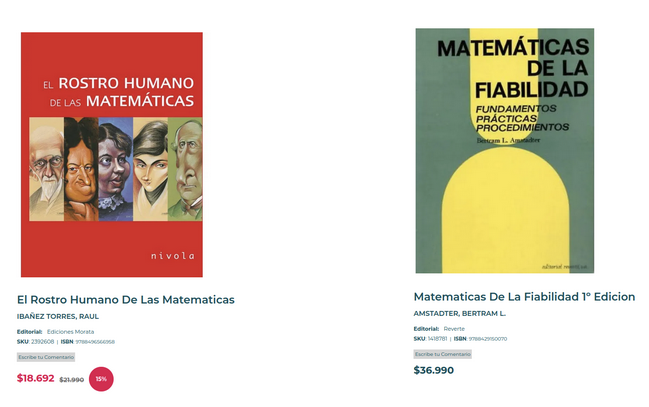 EL ROSTRO HUMANO
DE LAS MATEMÁTICAS
nivola
El Rostro Humano De Las Matematicas
IBAÑEZ TORRES, RAUL
Editorial: Ediciones Morata
SKU: 2392608 | ISBN: 9788496566958
Escribe tu Comentario
$18.692 $21.990 15%
MATEMÁTICAS
DE LA
FIABILIDAD
FUNDAMENTOS
PRÁCTICAS
PROCEDIMIENTOS
Bertram L. Amstadter
editorial reverté, s.a.
Matematicas De La Fiabilidad 1º Edicion
AMSTADTER, BERTRAM L.
Editorial: Reverte
SKU: 1418781 | ISBN: 9788429150070
Escribe tu Comentario
$36.990